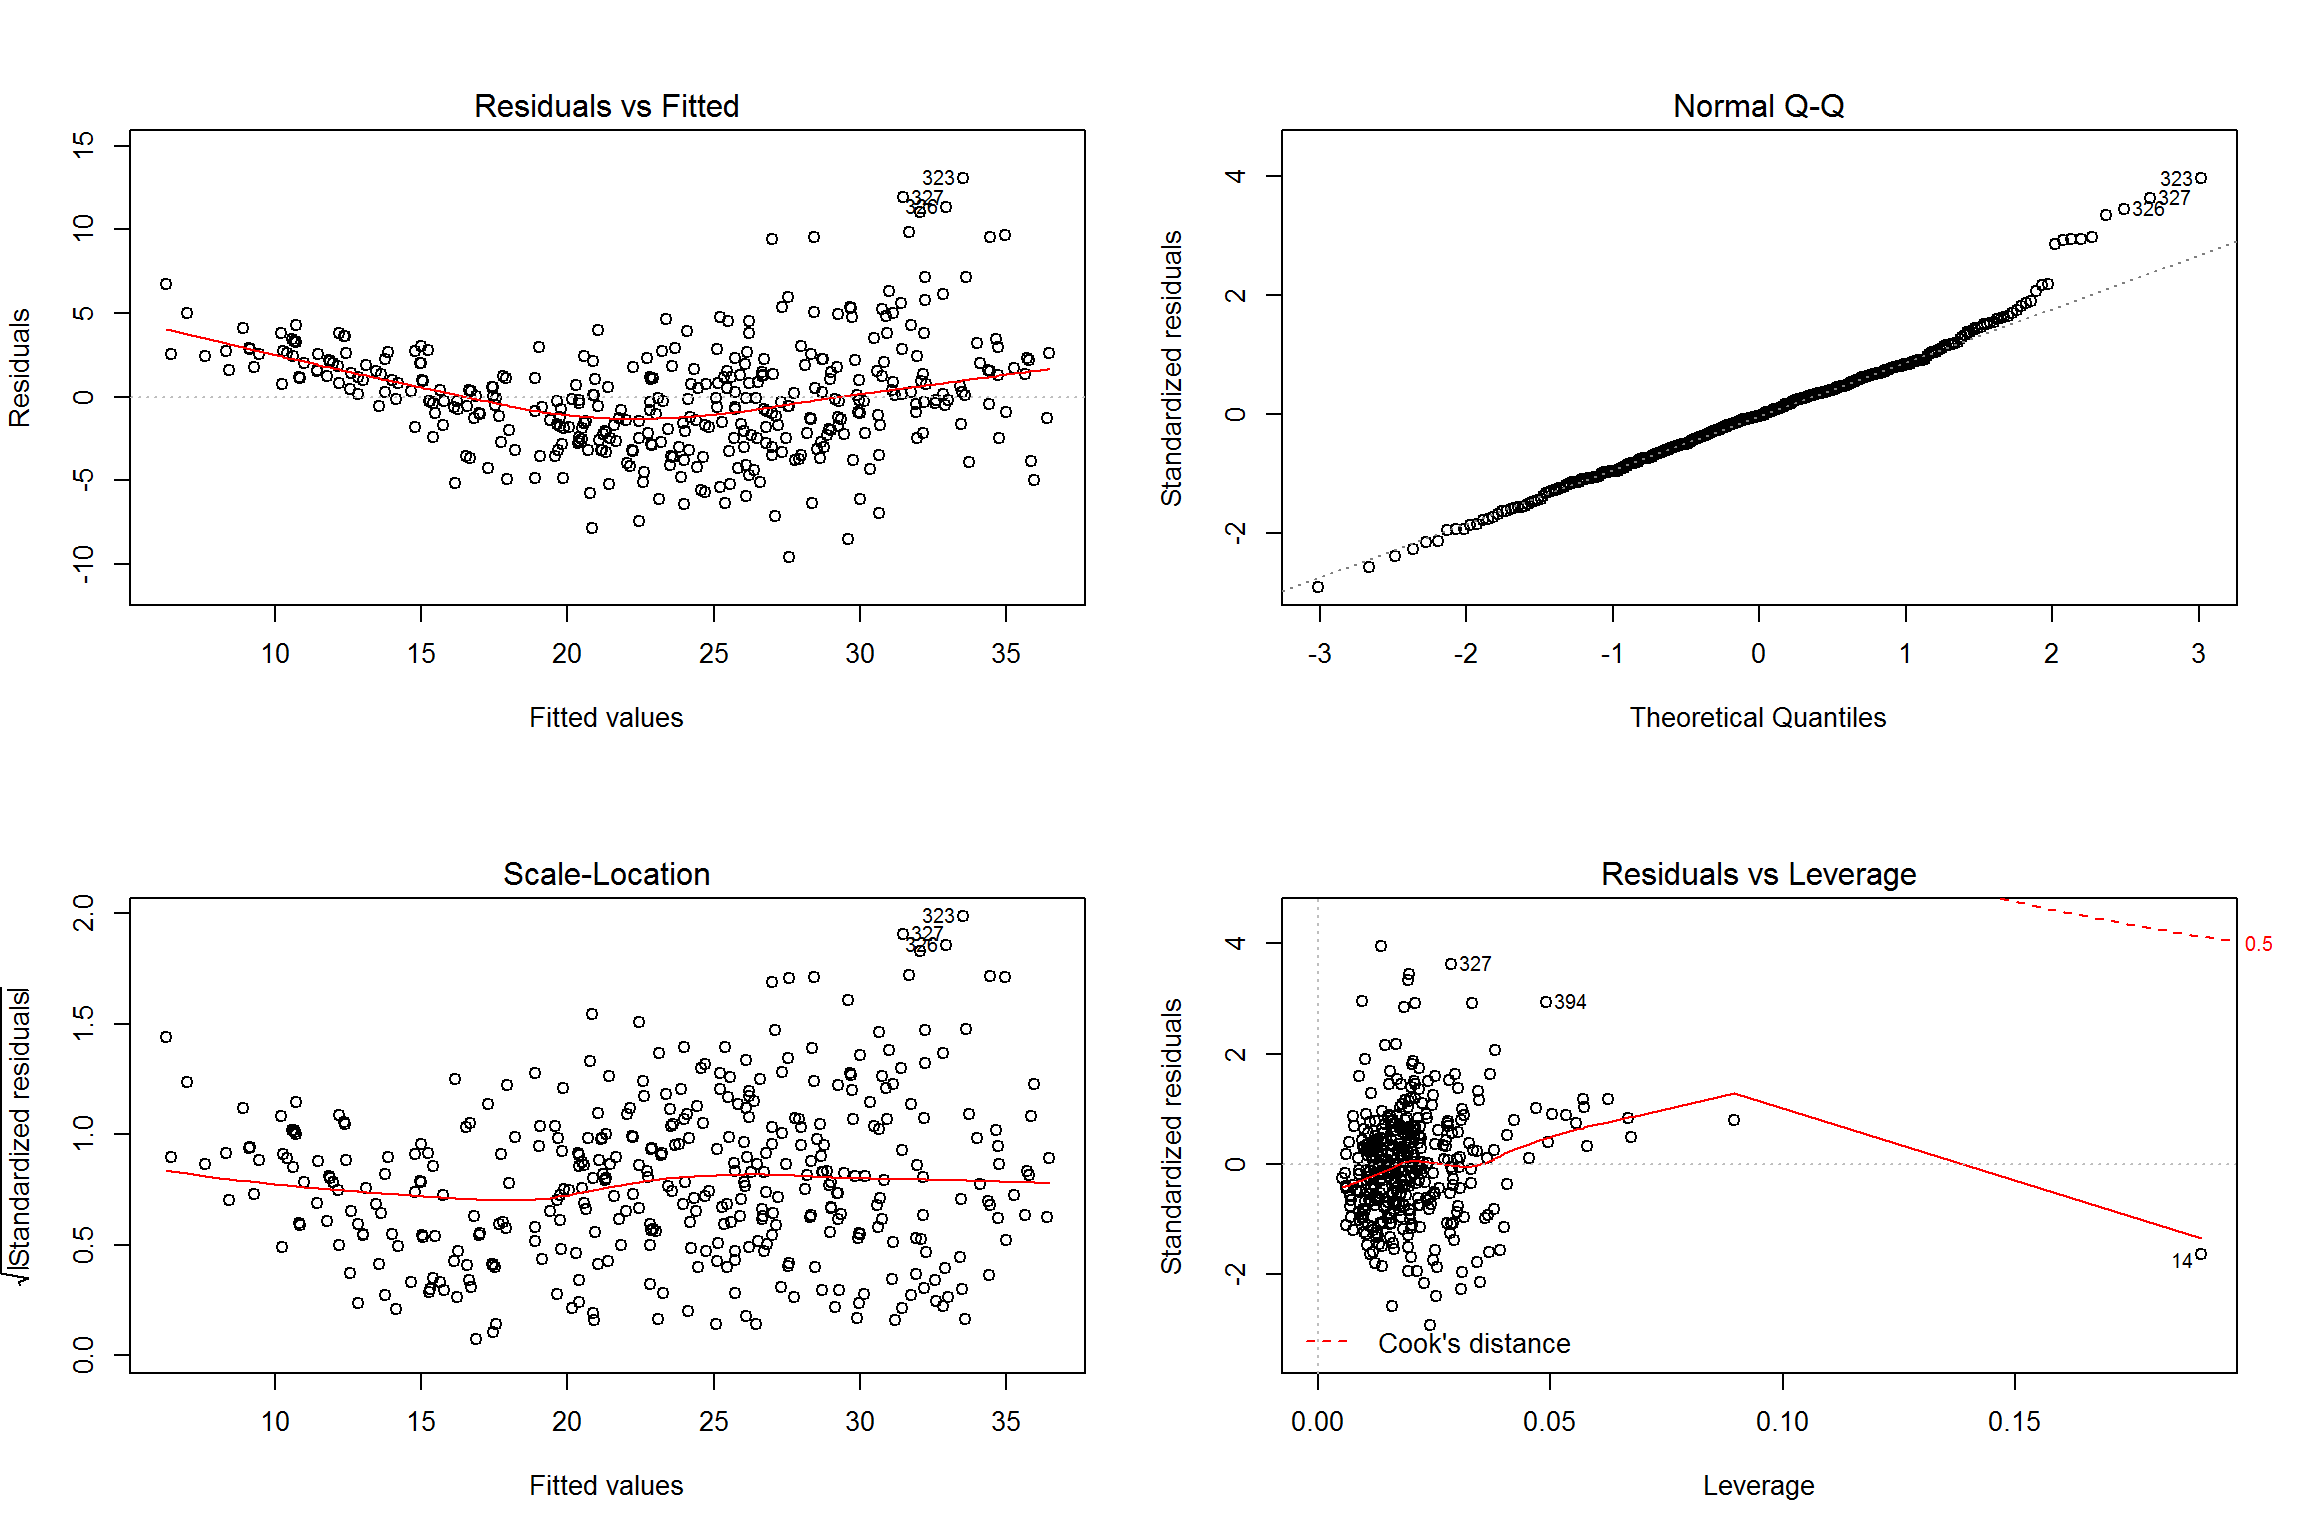 Residuals vs Fitted
Residuals
15
10
5
0
-5
-10
323
327
326
10 15 20 25 30 35
Fitted values
Normal Q-Q
Standardized residuals
4
2
0
-2
323
327
326
-3 -2 -1 0 1 2 3
Theoretical Quantiles
Scale-Location
√|Standardized residuals|
2.0
1.5
1.0
0.5
0.0
323
327
326
10 15 20 25 30 35
Fitted values
Residuals vs Leverage
Standardized residuals
4
2
0
-2
0.5
327
394
14
Cook's distance
0.00 0.05 0.10 0.15
Leverage